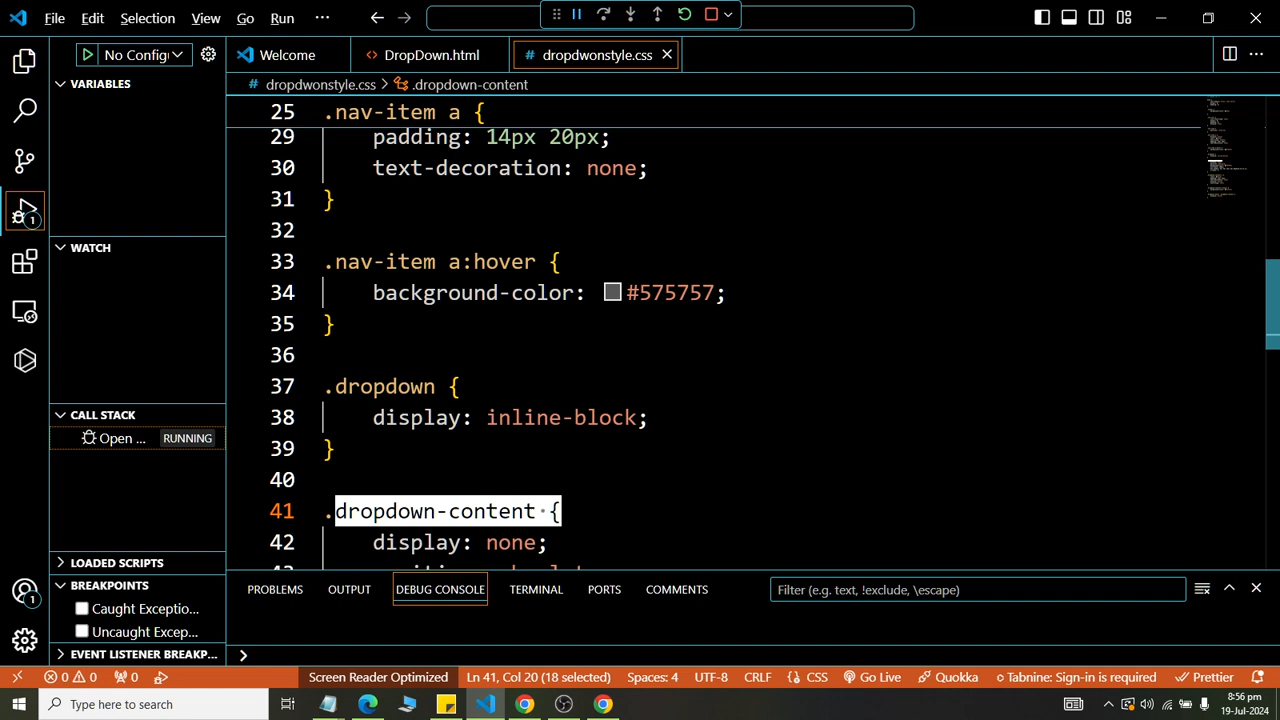 File Edit Selection View Go Run ···
No Config
Welcome
DropDown.html
# dropdwonstyle.css
# dropdwonstyle.css > .dropdown-content
VARIABLES
WATCH
CALL STACK
Open ... RUNNING
LOADED SCRIPTS
BREAKPOINTS
Caught Exceptio...
Uncaught Excep...
EVENT LISTENER BREAKP...
1
1
25 .nav-item a {
29 padding: 14px 20px;
30 text-decoration: none;
31 }
32
33 .nav-item a:hover {
34 background-color: #575757;
35 }
36
37 .dropdown {
38 display: inline-block;
39 }
40
41 .dropdown-content {
42 display: none;
PROBLEMS OUTPUT DEBUG CONSOLE TERMINAL PORTS COMMENTS
Filter (e.g. text, !exclude, \escape)
0 0 0 Screen Reader Optimized Ln 41, Col 20 (18 selected) Spaces: 4 UTF-8 CRLF {} CSS Go Live Quokka Tabnine: Sign-in is required Prettier
Type here to search
8:56 pm
19-Jul-2024